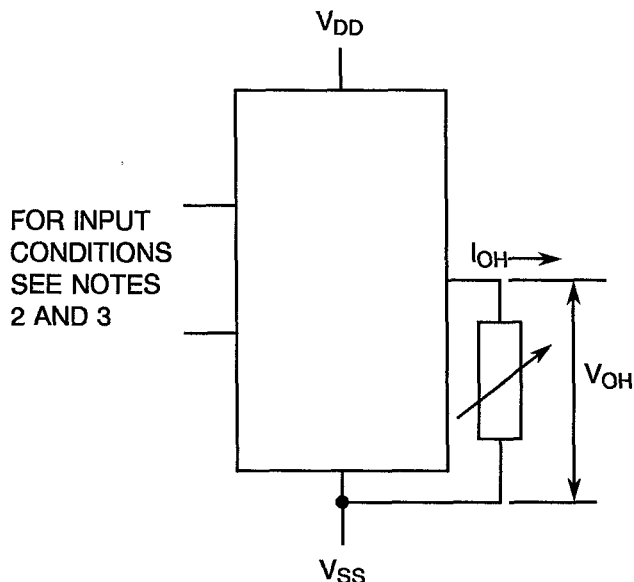 VDD
FOR INPUT
CONDITIONS
SEE NOTES
2 AND 3
IOH
VOH
VSS